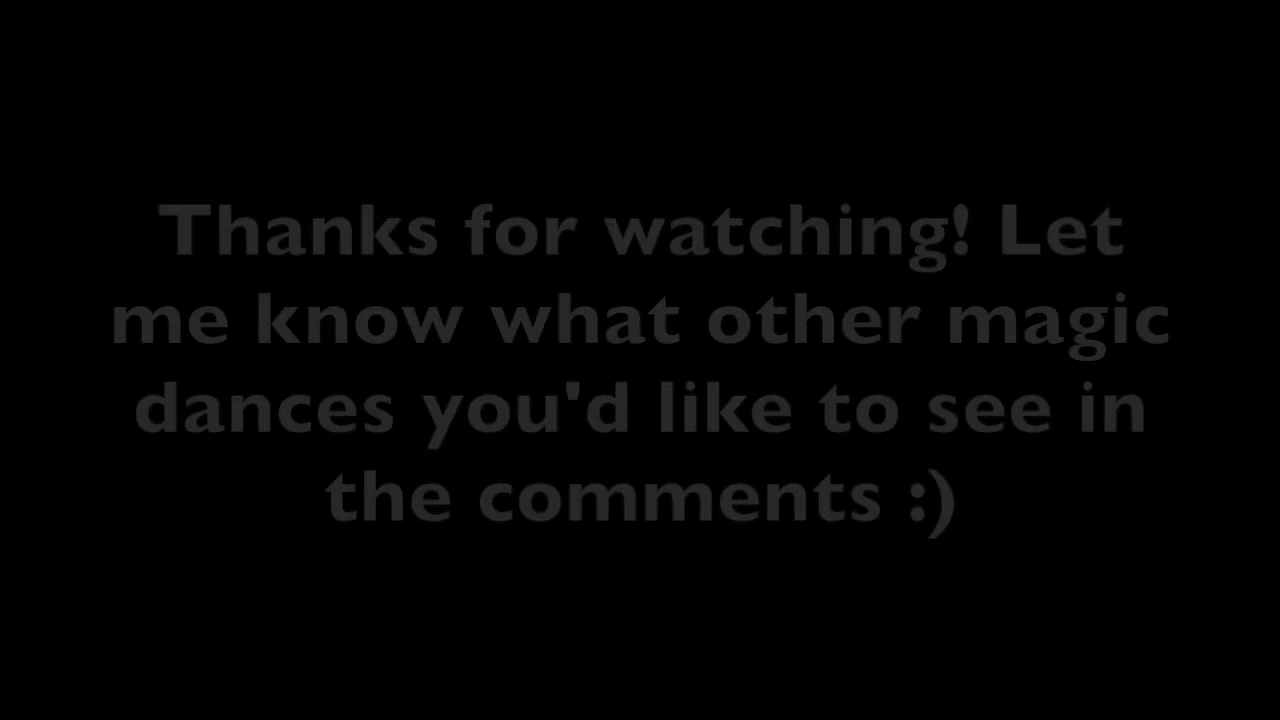 Thanks for watching! Let
me know what other magic
dances you'd like to see in
the comments :)